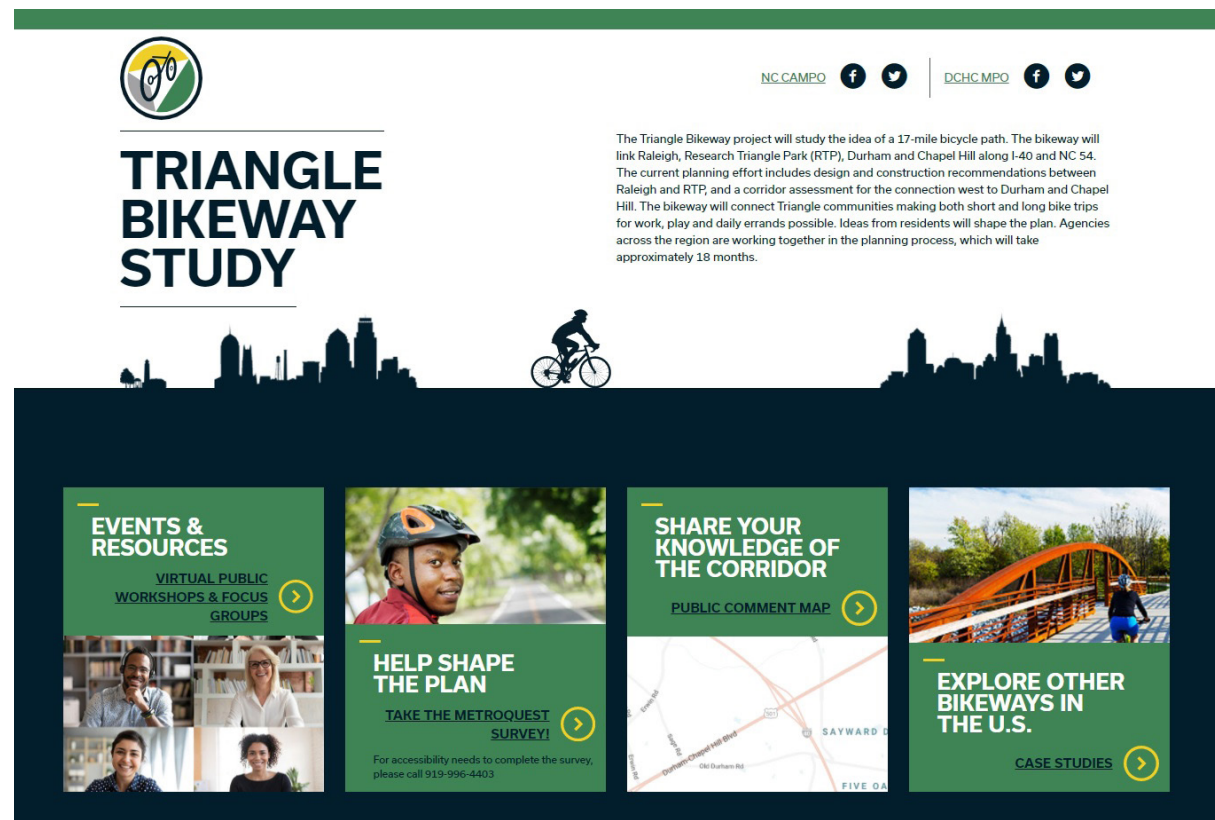 NC CAMPO
DCHC MPO
TRIANGLE
BIKEWAY
STUDY
The Triangle Bikeway project will study the idea of a 17-mile bicycle path. The bikeway will
link Raleigh, Research Triangle Park (RTP), Durham and Chapel Hill along I-40 and NC 54.
The current planning effort includes design and construction recommendations between
Raleigh and RTP, and a corridor assessment for the connection west to Durham and Chapel
Hill. The bikeway will connect Triangle communities making both short and long bike trips
for work, play and daily errands possible. Ideas from residents will shape the plan. Agencies
across the region are working together in the planning process, which will take
approximately 18 months.
EVENTS &
RESOURCES
VIRTUAL PUBLIC
WORKSHOPS & FOCUS
GROUPS
HELP SHAPE
THE PLAN
TAKE THE METROQUEST
SURVEY!
For accessibility needs to complete the survey,
please call 919-996-4403
SHARE YOUR
KNOWLEDGE OF
THE CORRIDOR
PUBLIC COMMENT MAP
Erwin Rd
Sage Rd
Erwin Rd
Durham-Chapel Hill Blvd
Old Durham Rd
501
SAYWARD D
FIVE OA
EXPLORE OTHER
BIKEWAYS IN
THE U.S.
CASE STUDIES